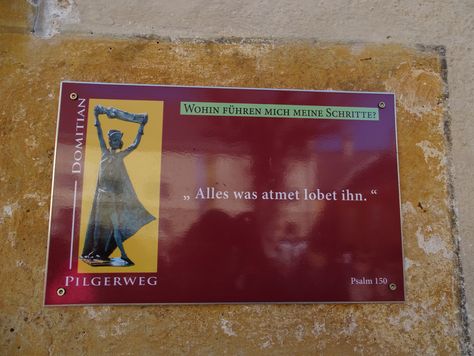 WOHIN FÜHREN MICH MEINE SCHRITTE?
DOMITIAN
PILGERWEG
„ Alles was atmet lobet ihn. “
Psalm 150